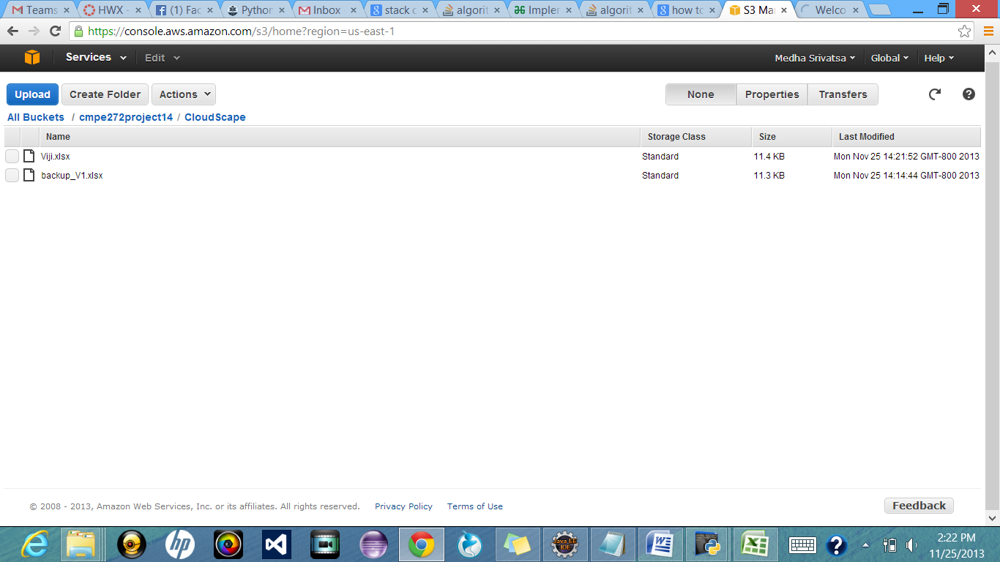 Teams HWX - (1) Fac Python Inbox stack o algorit Impler algorit how to S3 Ma Welco
https://console.aws.amazon.com/s3/home?region=us-east-1
Services Edit Medha Srivatsa Global Help
Upload Create Folder Actions None Properties Transfers
All Buckets / cmpe272project14 / CloudScape
Name Storage Class Size Last Modified
Viji.xlsx Standard 11.4 KB Mon Nov 25 14:21:52 GMT-800 2013
backup_V1.xlsx Standard 11.3 KB Mon Nov 25 14:14:44 GMT-800 2013
© 2008 - 2013, Amazon Web Services, Inc. or its affiliates. All rights reserved. Privacy Policy Terms of Use Feedback
hp Java EE IDE
2:22 PM
11/25/2013